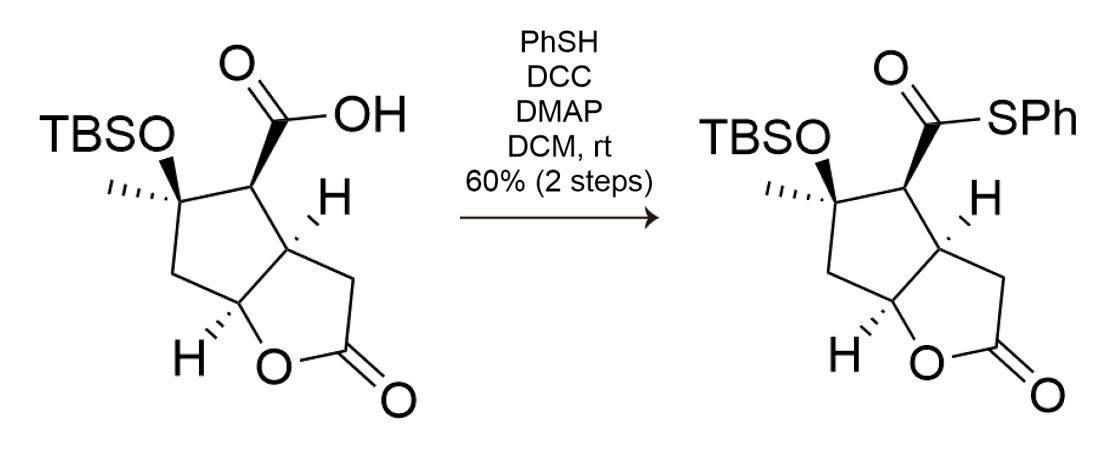 PhSH
DCC
DMAP
DCM, rt
60% (2 steps)
O
OH
TBSO
H
H
O
O
O
SPh
TBSO
H
H
O
O